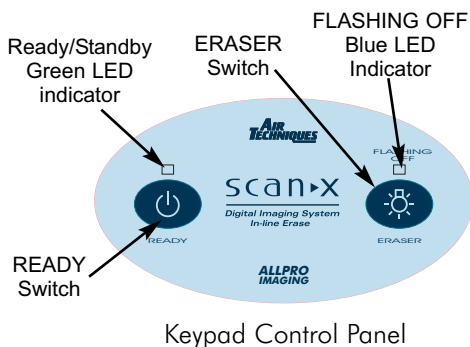 Ready/Standby
Green LED
indicator
ERASER
Switch
FLASHING OFF
Blue LED
Indicator
AIR
TECHNIQUES
FLASHING
OFF
scan x
Digital Imaging System
In-line Erase
READY
ERASER
READY
Switch
ALLPRO
IMAGING
Keypad Control Panel